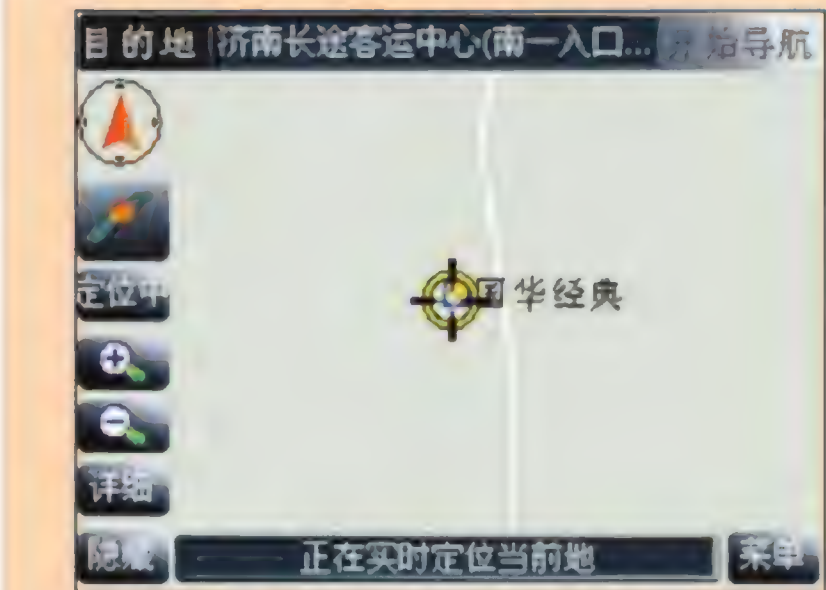 目的地 济南长途客运中心(南一入口... 开始导航
定位中
国华经典
详细
隐藏
正在实时定位当前地
菜单